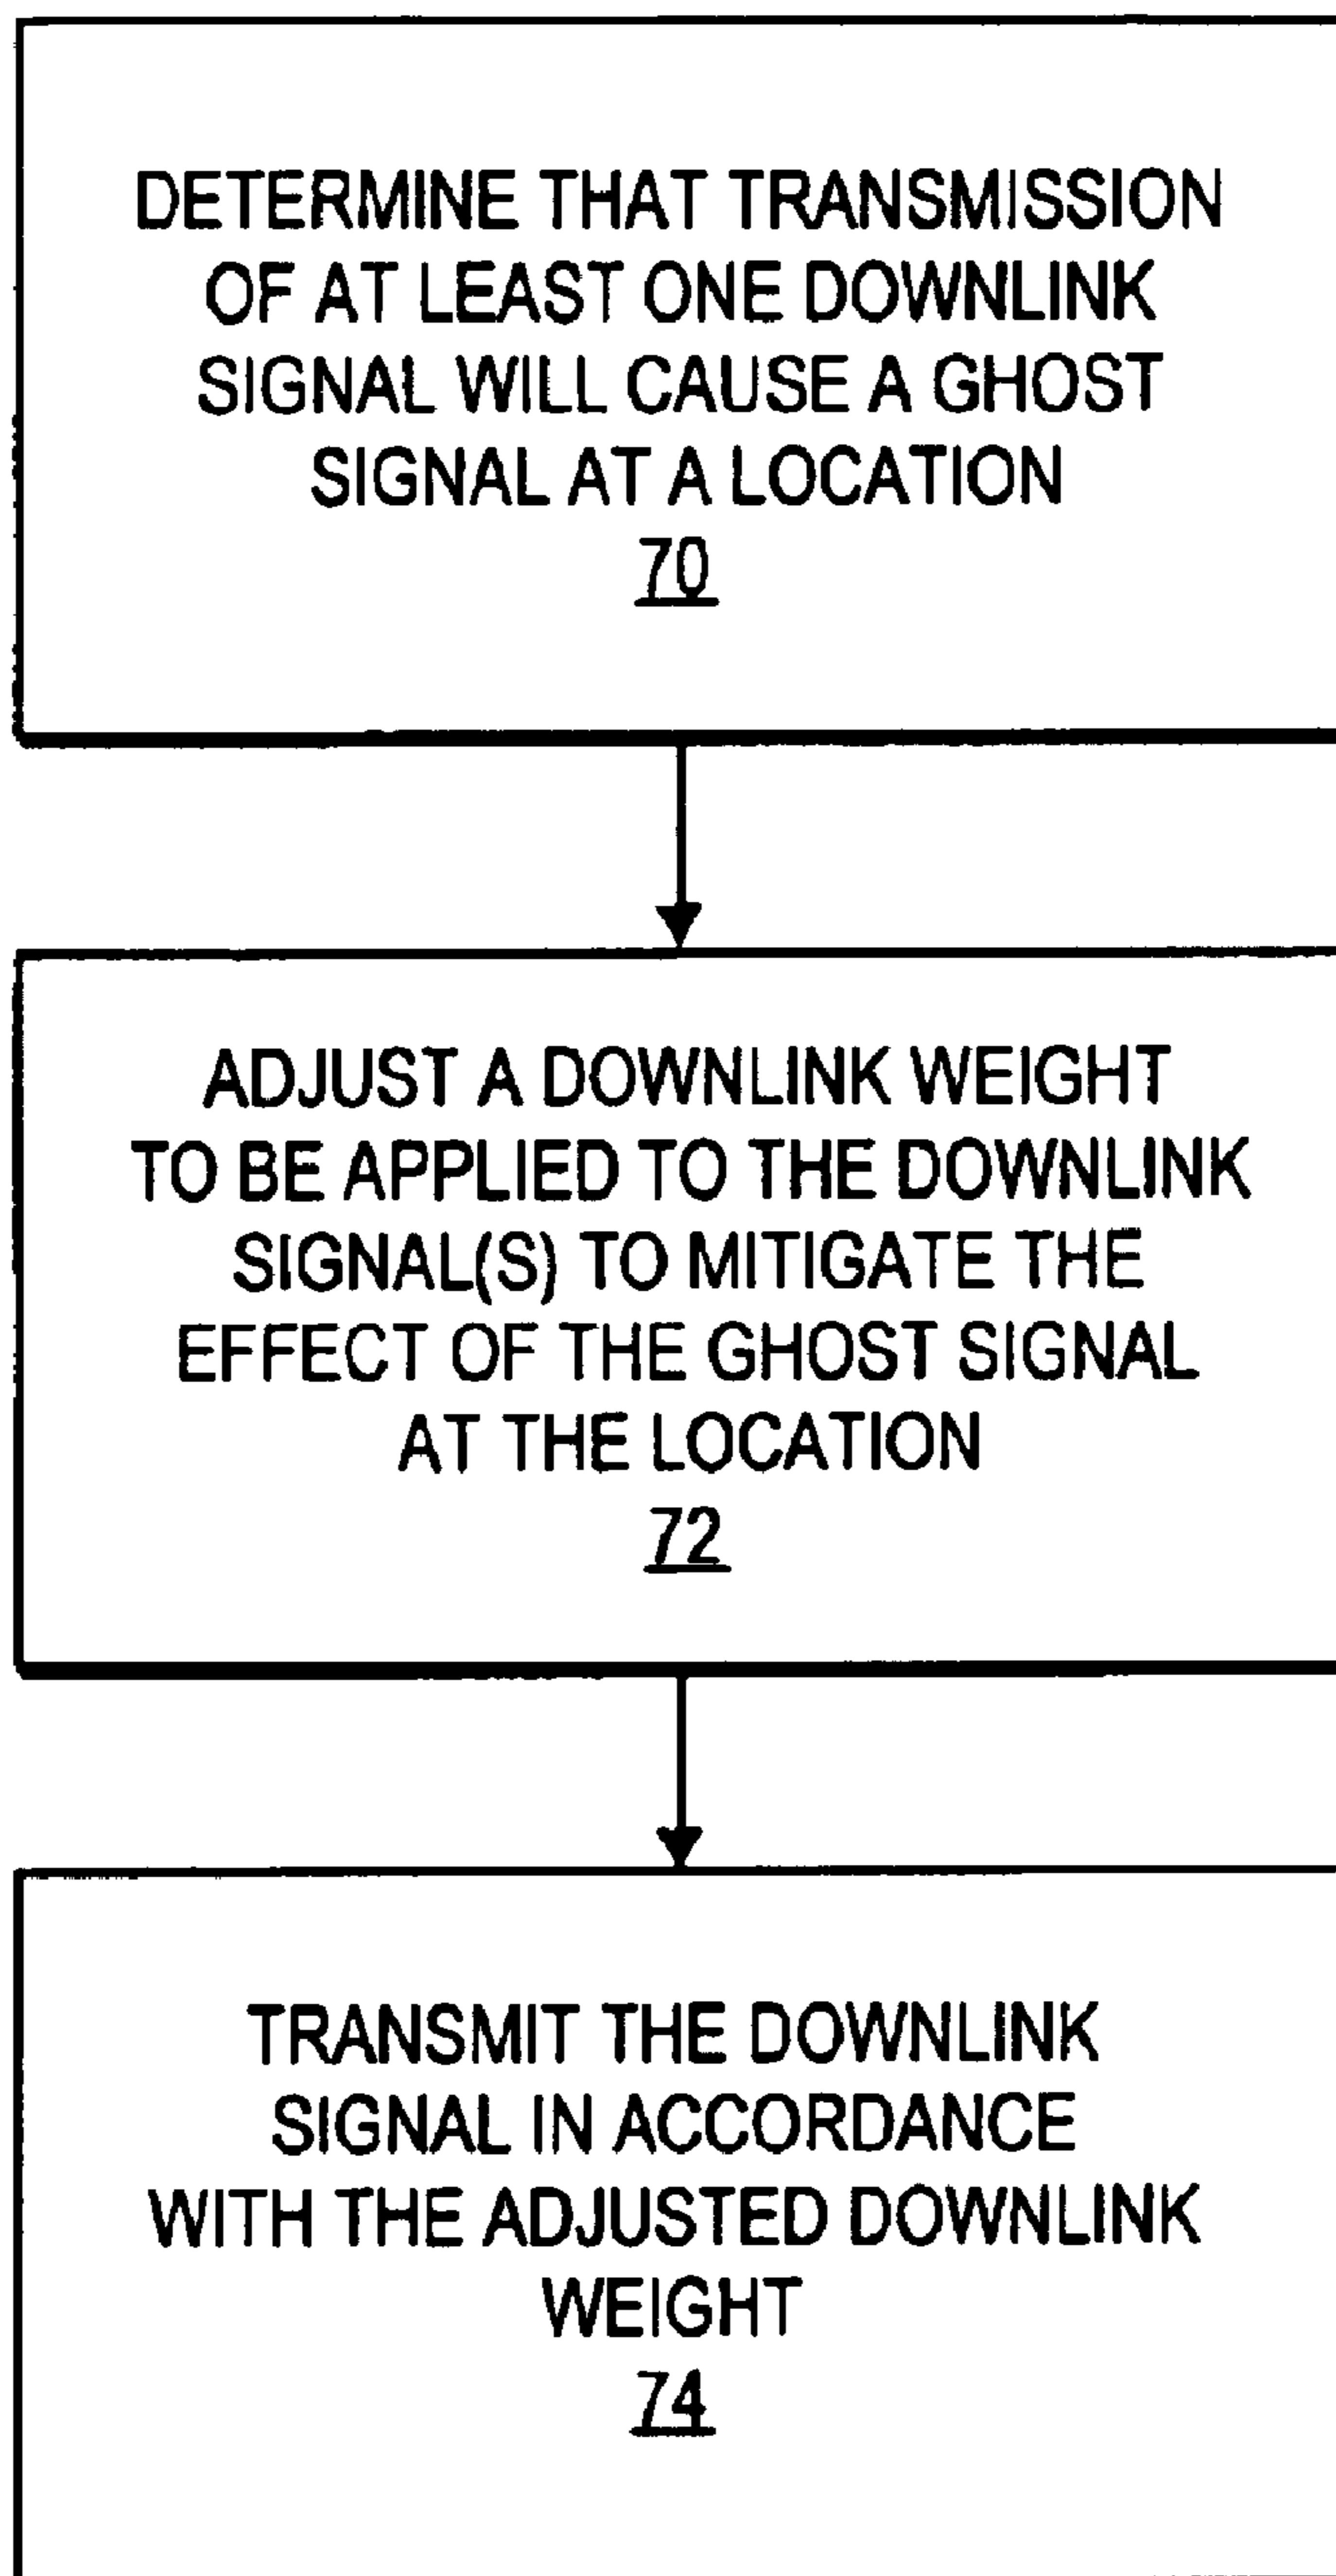 DETERMINE THAT TRANSMISSION
OF AT LEAST ONE DOWNLINK
SIGNAL WILL CAUSE A GHOST
SIGNAL AT A LOCATION
70
ADJUST A DOWNLINK WEIGHT
TO BE APPLIED TO THE DOWNLINK
SIGNAL(S) TO MITIGATE THE
EFFECT OF THE GHOST SIGNAL
AT THE LOCATION
72
TRANSMIT THE DOWNLINK
SIGNAL IN ACCORDANCE
WITH THE ADJUSTED DOWNLINK
WEIGHT
74